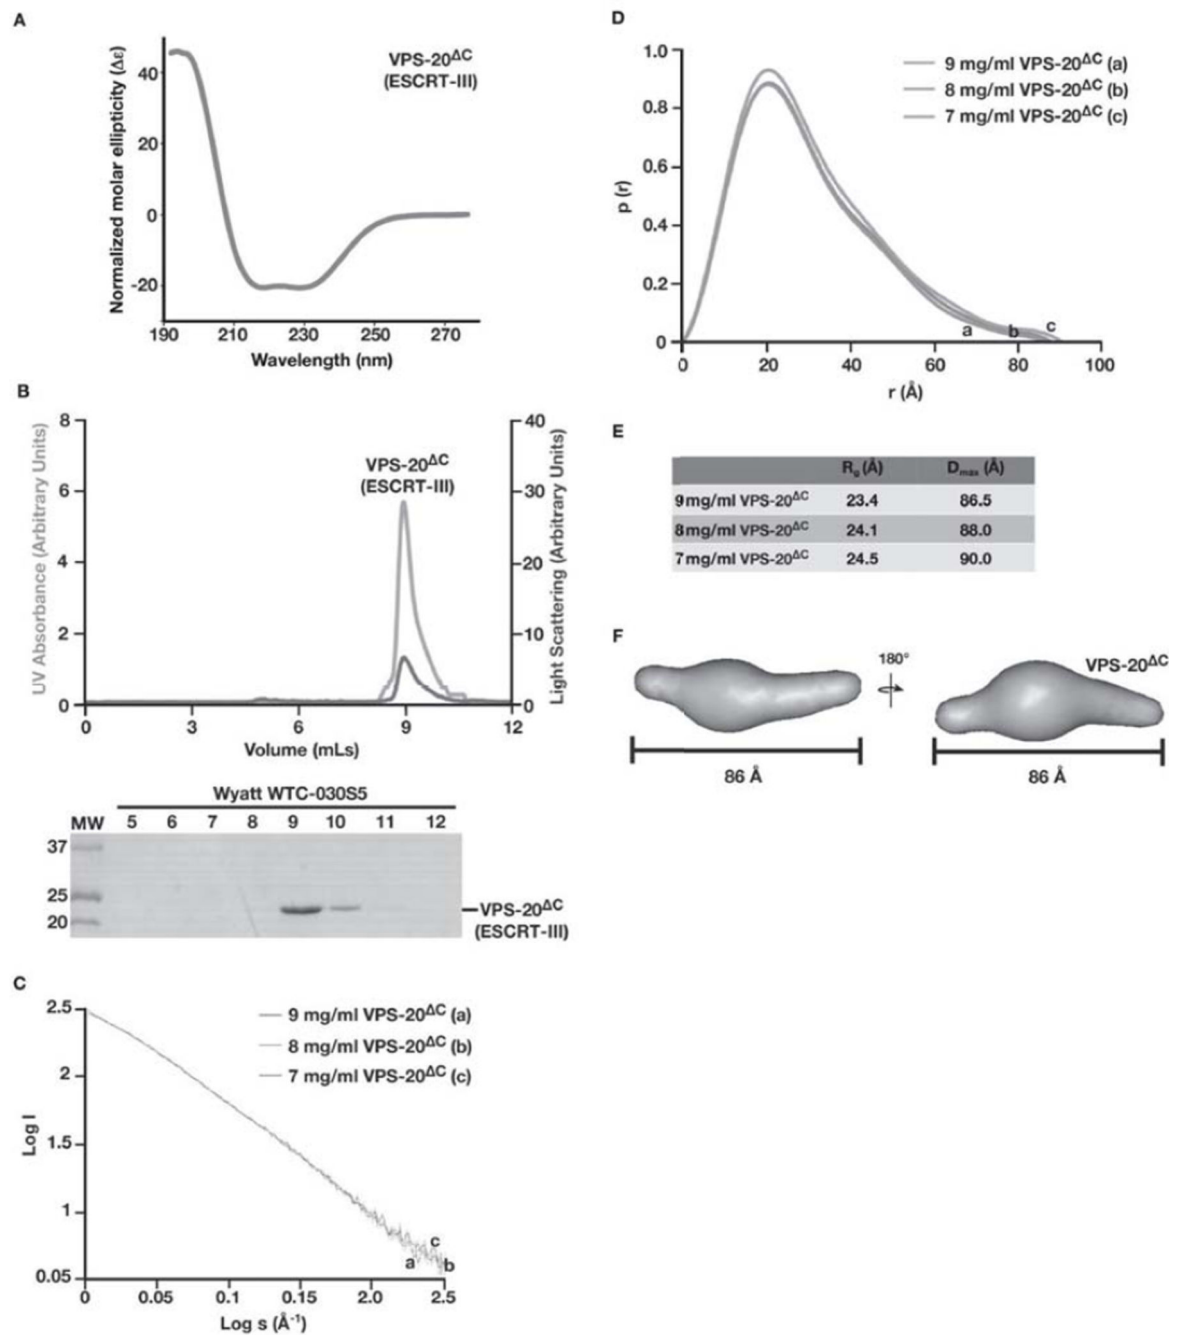 A
Normalized molar ellipticity (Δε)
VPS-20ΔC
(ESCRT-III)
40
20
0
-20
190 210 230 250 270
Wavelength (nm)
B
UV Absorbance (Arbitrary Units)
Light Scattering (Arbitrary Units)
VPS-20ΔC
(ESCRT-III)
8 40
6 30
4 20
2 10
0 0
0 3 6 9 12
Volume (mLs)
Wyatt WTC-030S5
MW 5 6 7 8 9 10 11 12
37
25
20
VPS-20ΔC
(ESCRT-III)
C
Log I
9 mg/ml VPS-20ΔC (a)
8 mg/ml VPS-20ΔC (b)
7 mg/ml VPS-20ΔC (c)
2.5
2
1.5
1
0.05
a
c
b
0 0.05 0.1 0.15 2.0 2.5
Log s (Å-1)
D
p (r)
9 mg/ml VPS-20ΔC (a)
8 mg/ml VPS-20ΔC (b)
7 mg/ml VPS-20ΔC (c)
1.0
0.8
0.6
0.4
0.2
0
a b c
0 20 40 60 80 100
r (Å)
E
Rg (Å) Dmax (Å)
9mg/ml VPS-20ΔC 23.4 86.5
8mg/ml VPS-20ΔC 24.1 88.0
7mg/ml VPS-20ΔC 24.5 90.0
F
180°
VPS-20ΔC
86 Å
86 Å